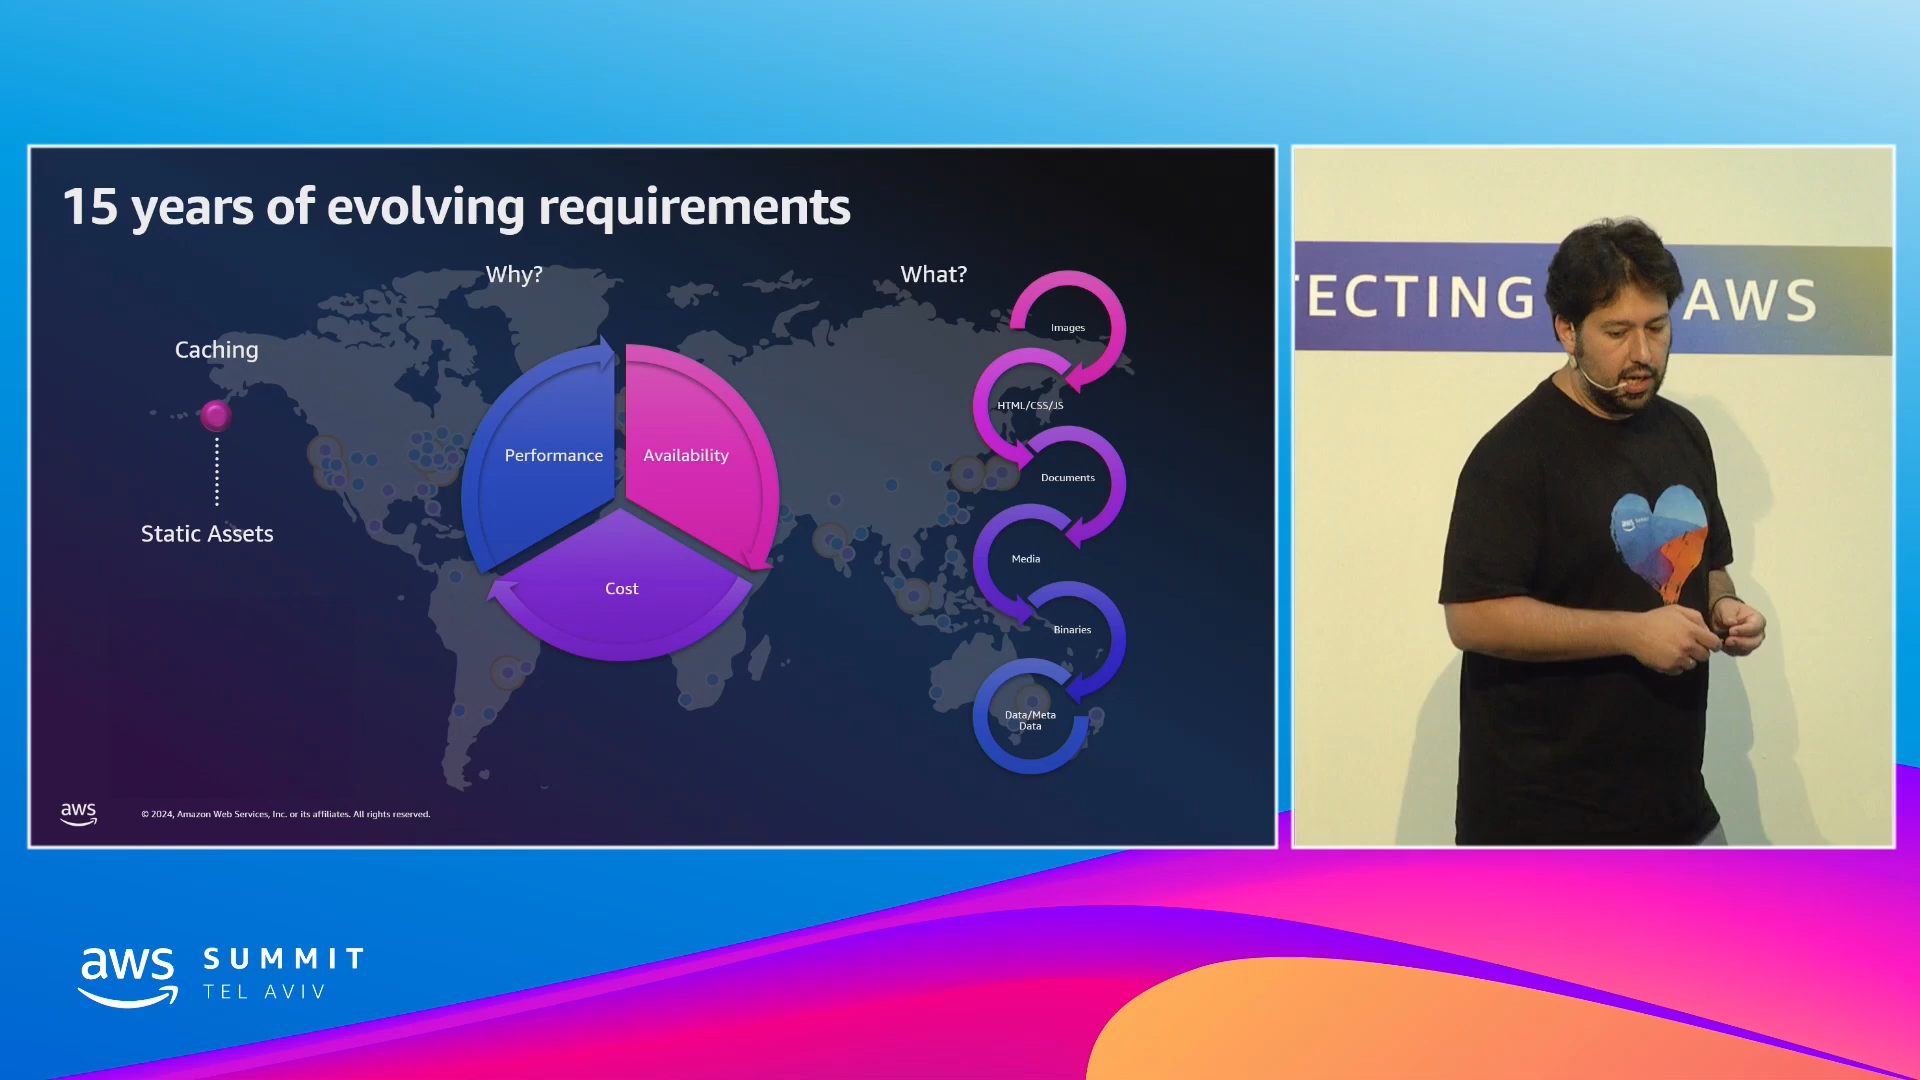 15 years of evolving requirements
Why?
What?
Caching
Static Assets
Performance
Availability
Cost
Images
HTML/CSS/JS
Documents
Media
Binaries
Data/Meta
Data
aws
© 2024, Amazon Web Services, Inc. or its affiliates. All rights reserved.
TECTING
AWS
aws
aws
SUMMIT
TEL AVIV